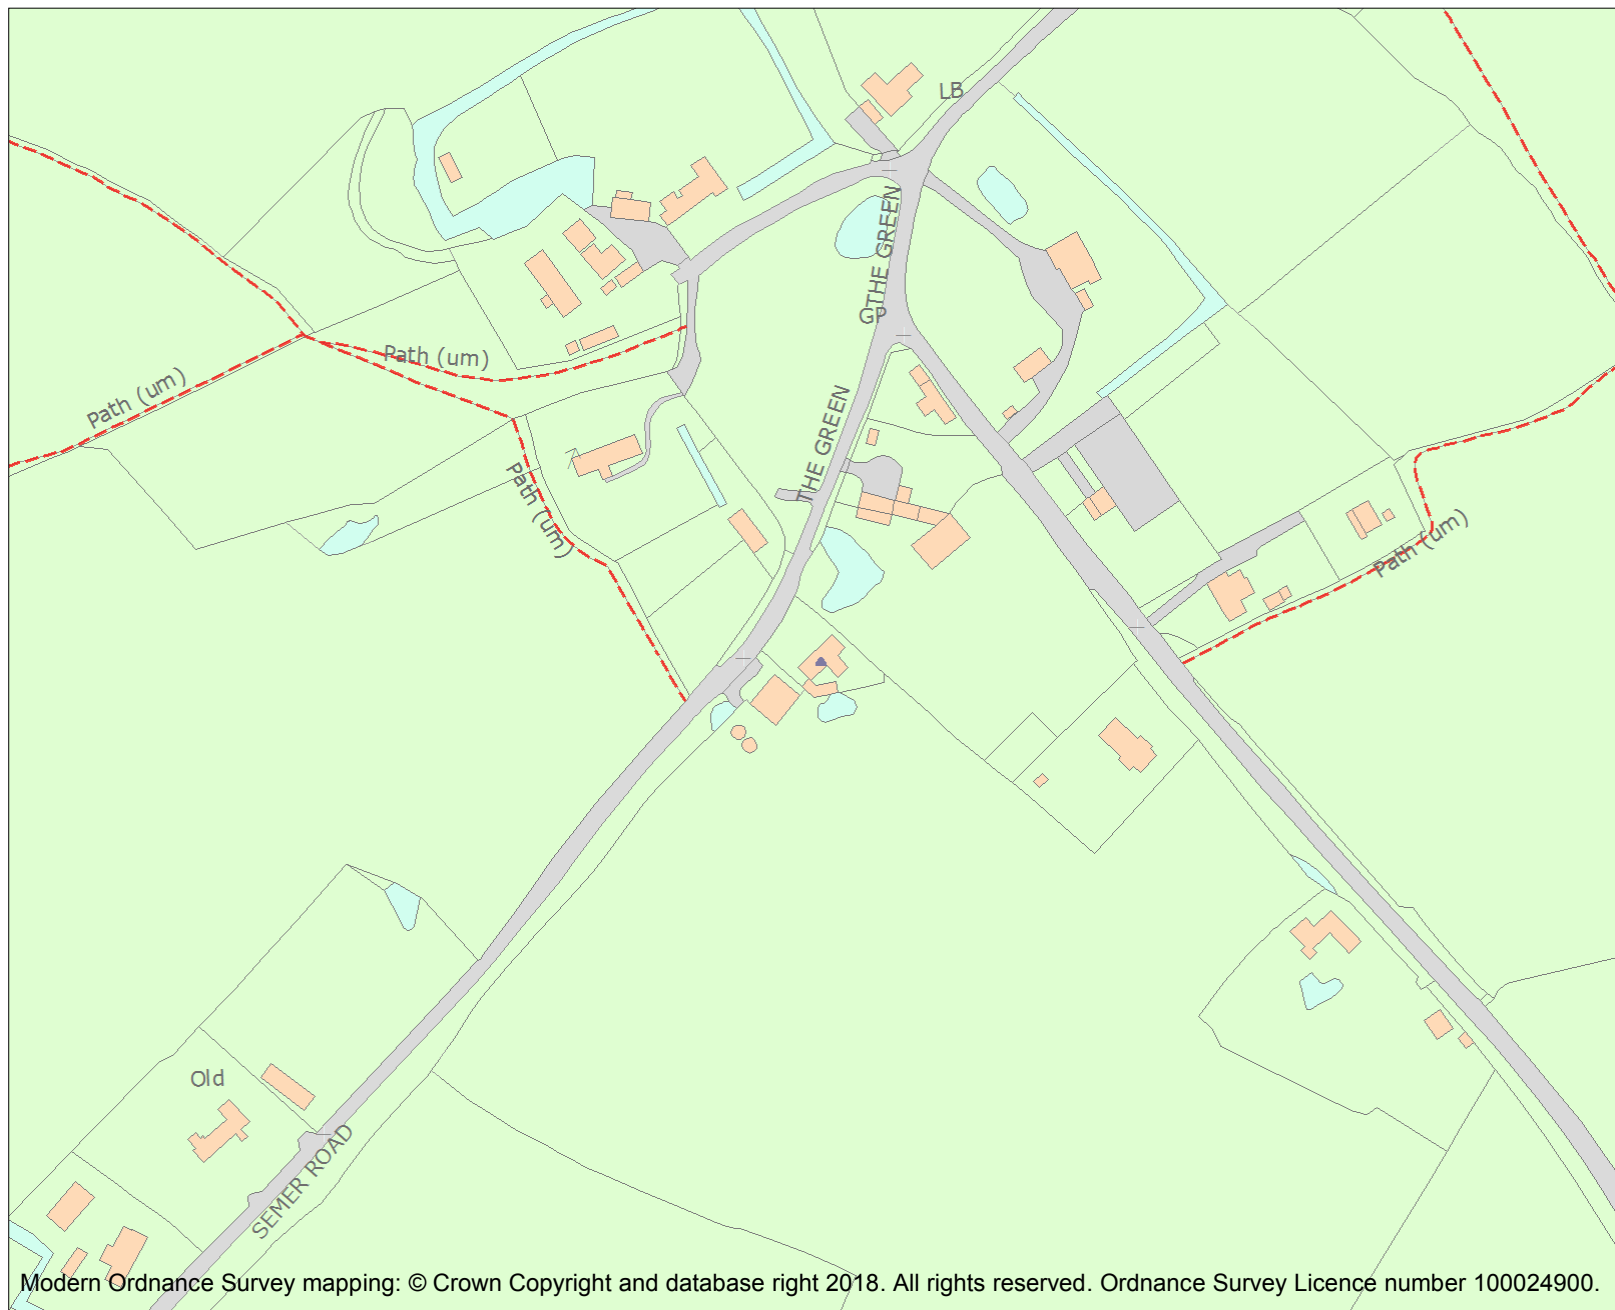 LB
THE GREEN
GP
Path (um)
Path (um)
THE GREEN
Path (um)
Path (um)
Old
SEMER ROAD
Modern Ordnance Survey mapping: © Crown Copyright and database right 2018. All rights reserved. Ordnance Survey Licence number 100024900.